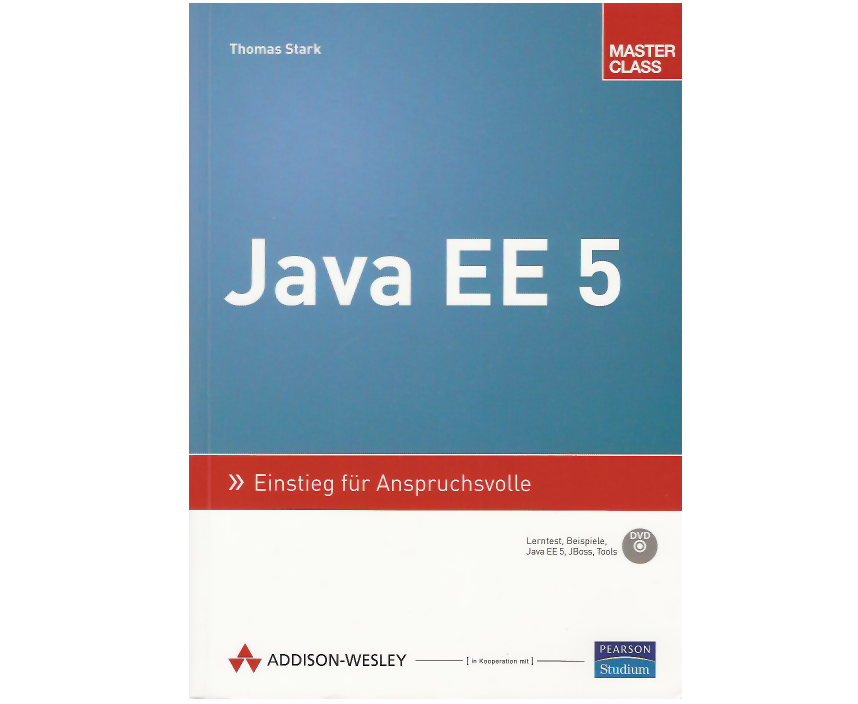 Thomas Stark
MASTER
CLASS
Java EE 5
» Einstieg für Anspruchsvolle
Lerntest, Beispiele,
Java EE 5, JBoss, Tools
DVD
ADDISON-WESLEY
[ in Kooperation mit ]
PEARSON
Studium